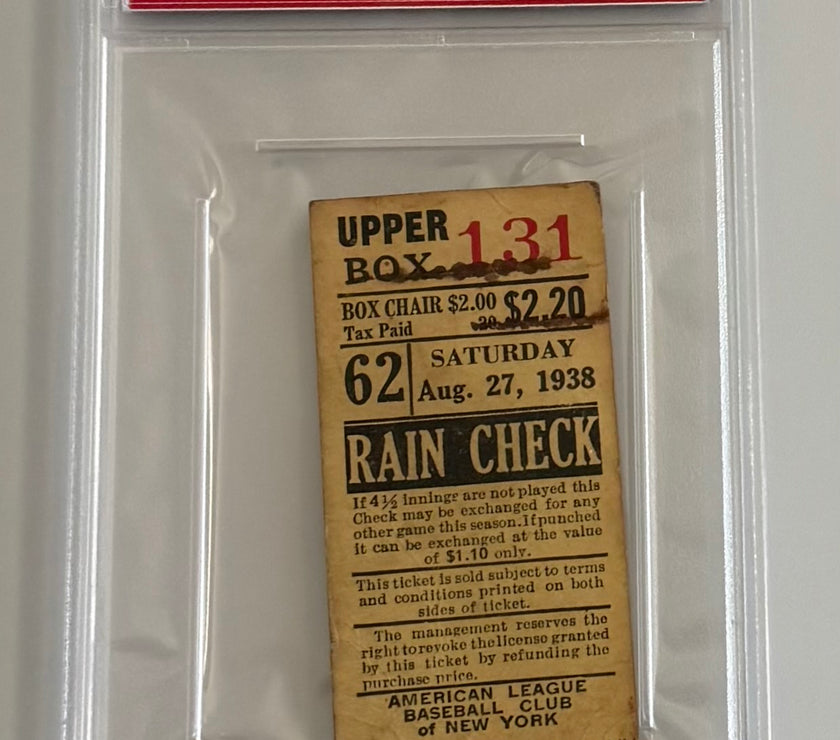 UPPER
BOX 131
BOX CHAIR $2.00 $2.20
Tax Paid .20
62 SATURDAY
Aug. 27, 1938
RAIN CHECK
If 4½ innings are not played this
Check may be exchanged for any
other game this season. If punched
it can be exchanged at the value
of $1.10 only.
This ticket is sold subject to terms
and conditions printed on both
sides of ticket.
The management reserves the
right to revoke the license granted
by this ticket by refunding the
purchase price.
AMERICAN LEAGUE
BASEBALL CLUB
of NEW YORK